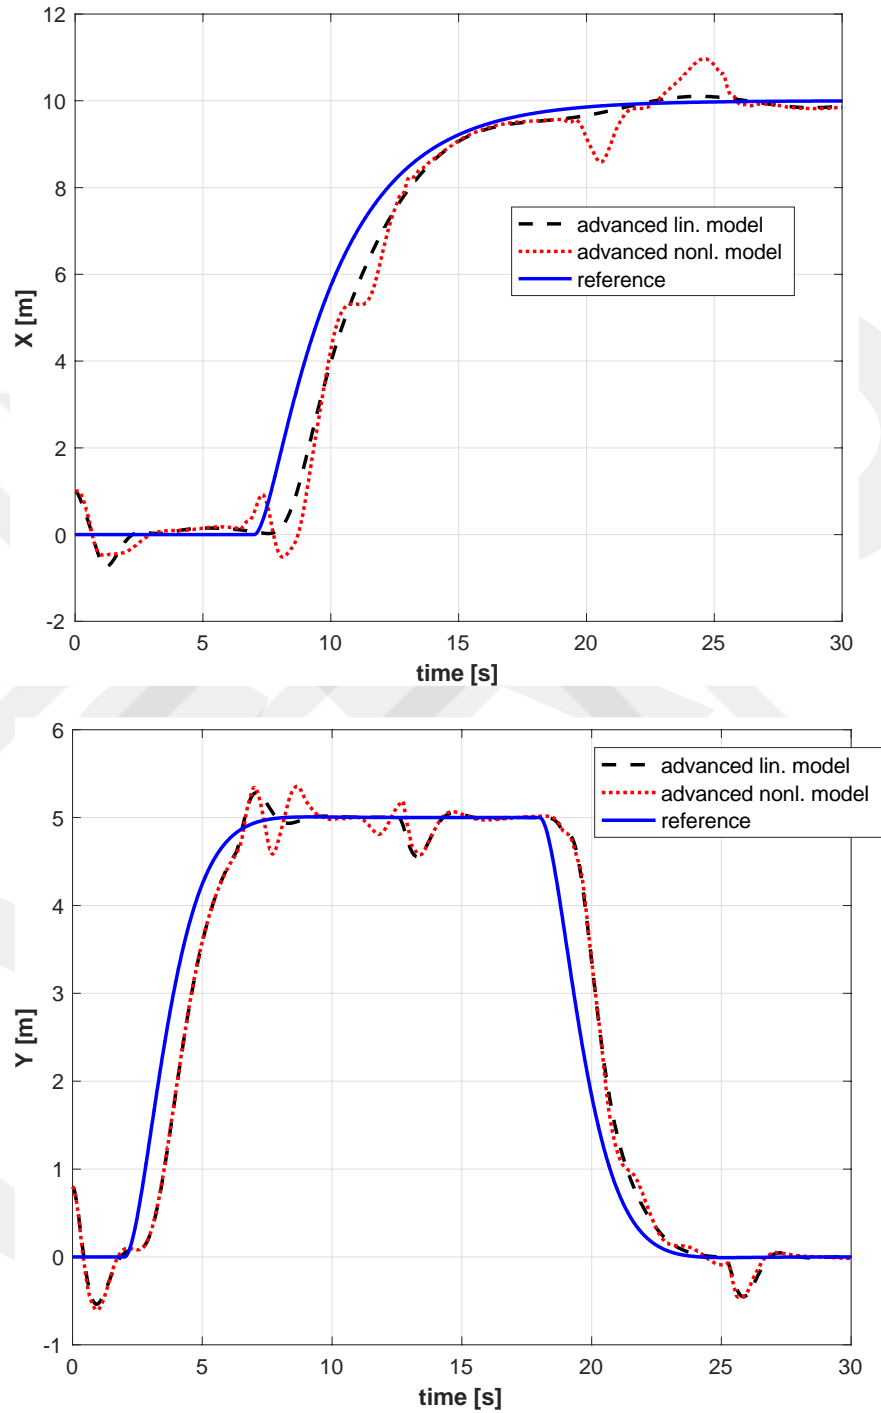 12
10
8
6
4
2
0
-2
X [m]
advanced lin. model
advanced nonl. model
reference
0 5 10 15 20 25 30
time [s]
6
5
4
3
2
1
0
-1
Y [m]
advanced lin. model
advanced nonl. model
reference
0 5 10 15 20 25 30
time [s]